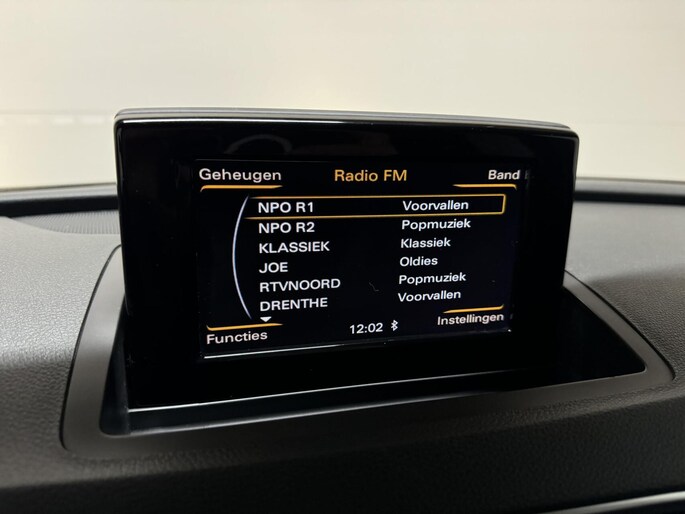 Geheugen Radio FM Band
NPO R1 Voorvallen
NPO R2 Popmuziek
KLASSIEK Klassiek
JOE Oldies
RTVNOORD Popmuziek
DRENTHE Voorvallen
Functies 12:02 Instellingen